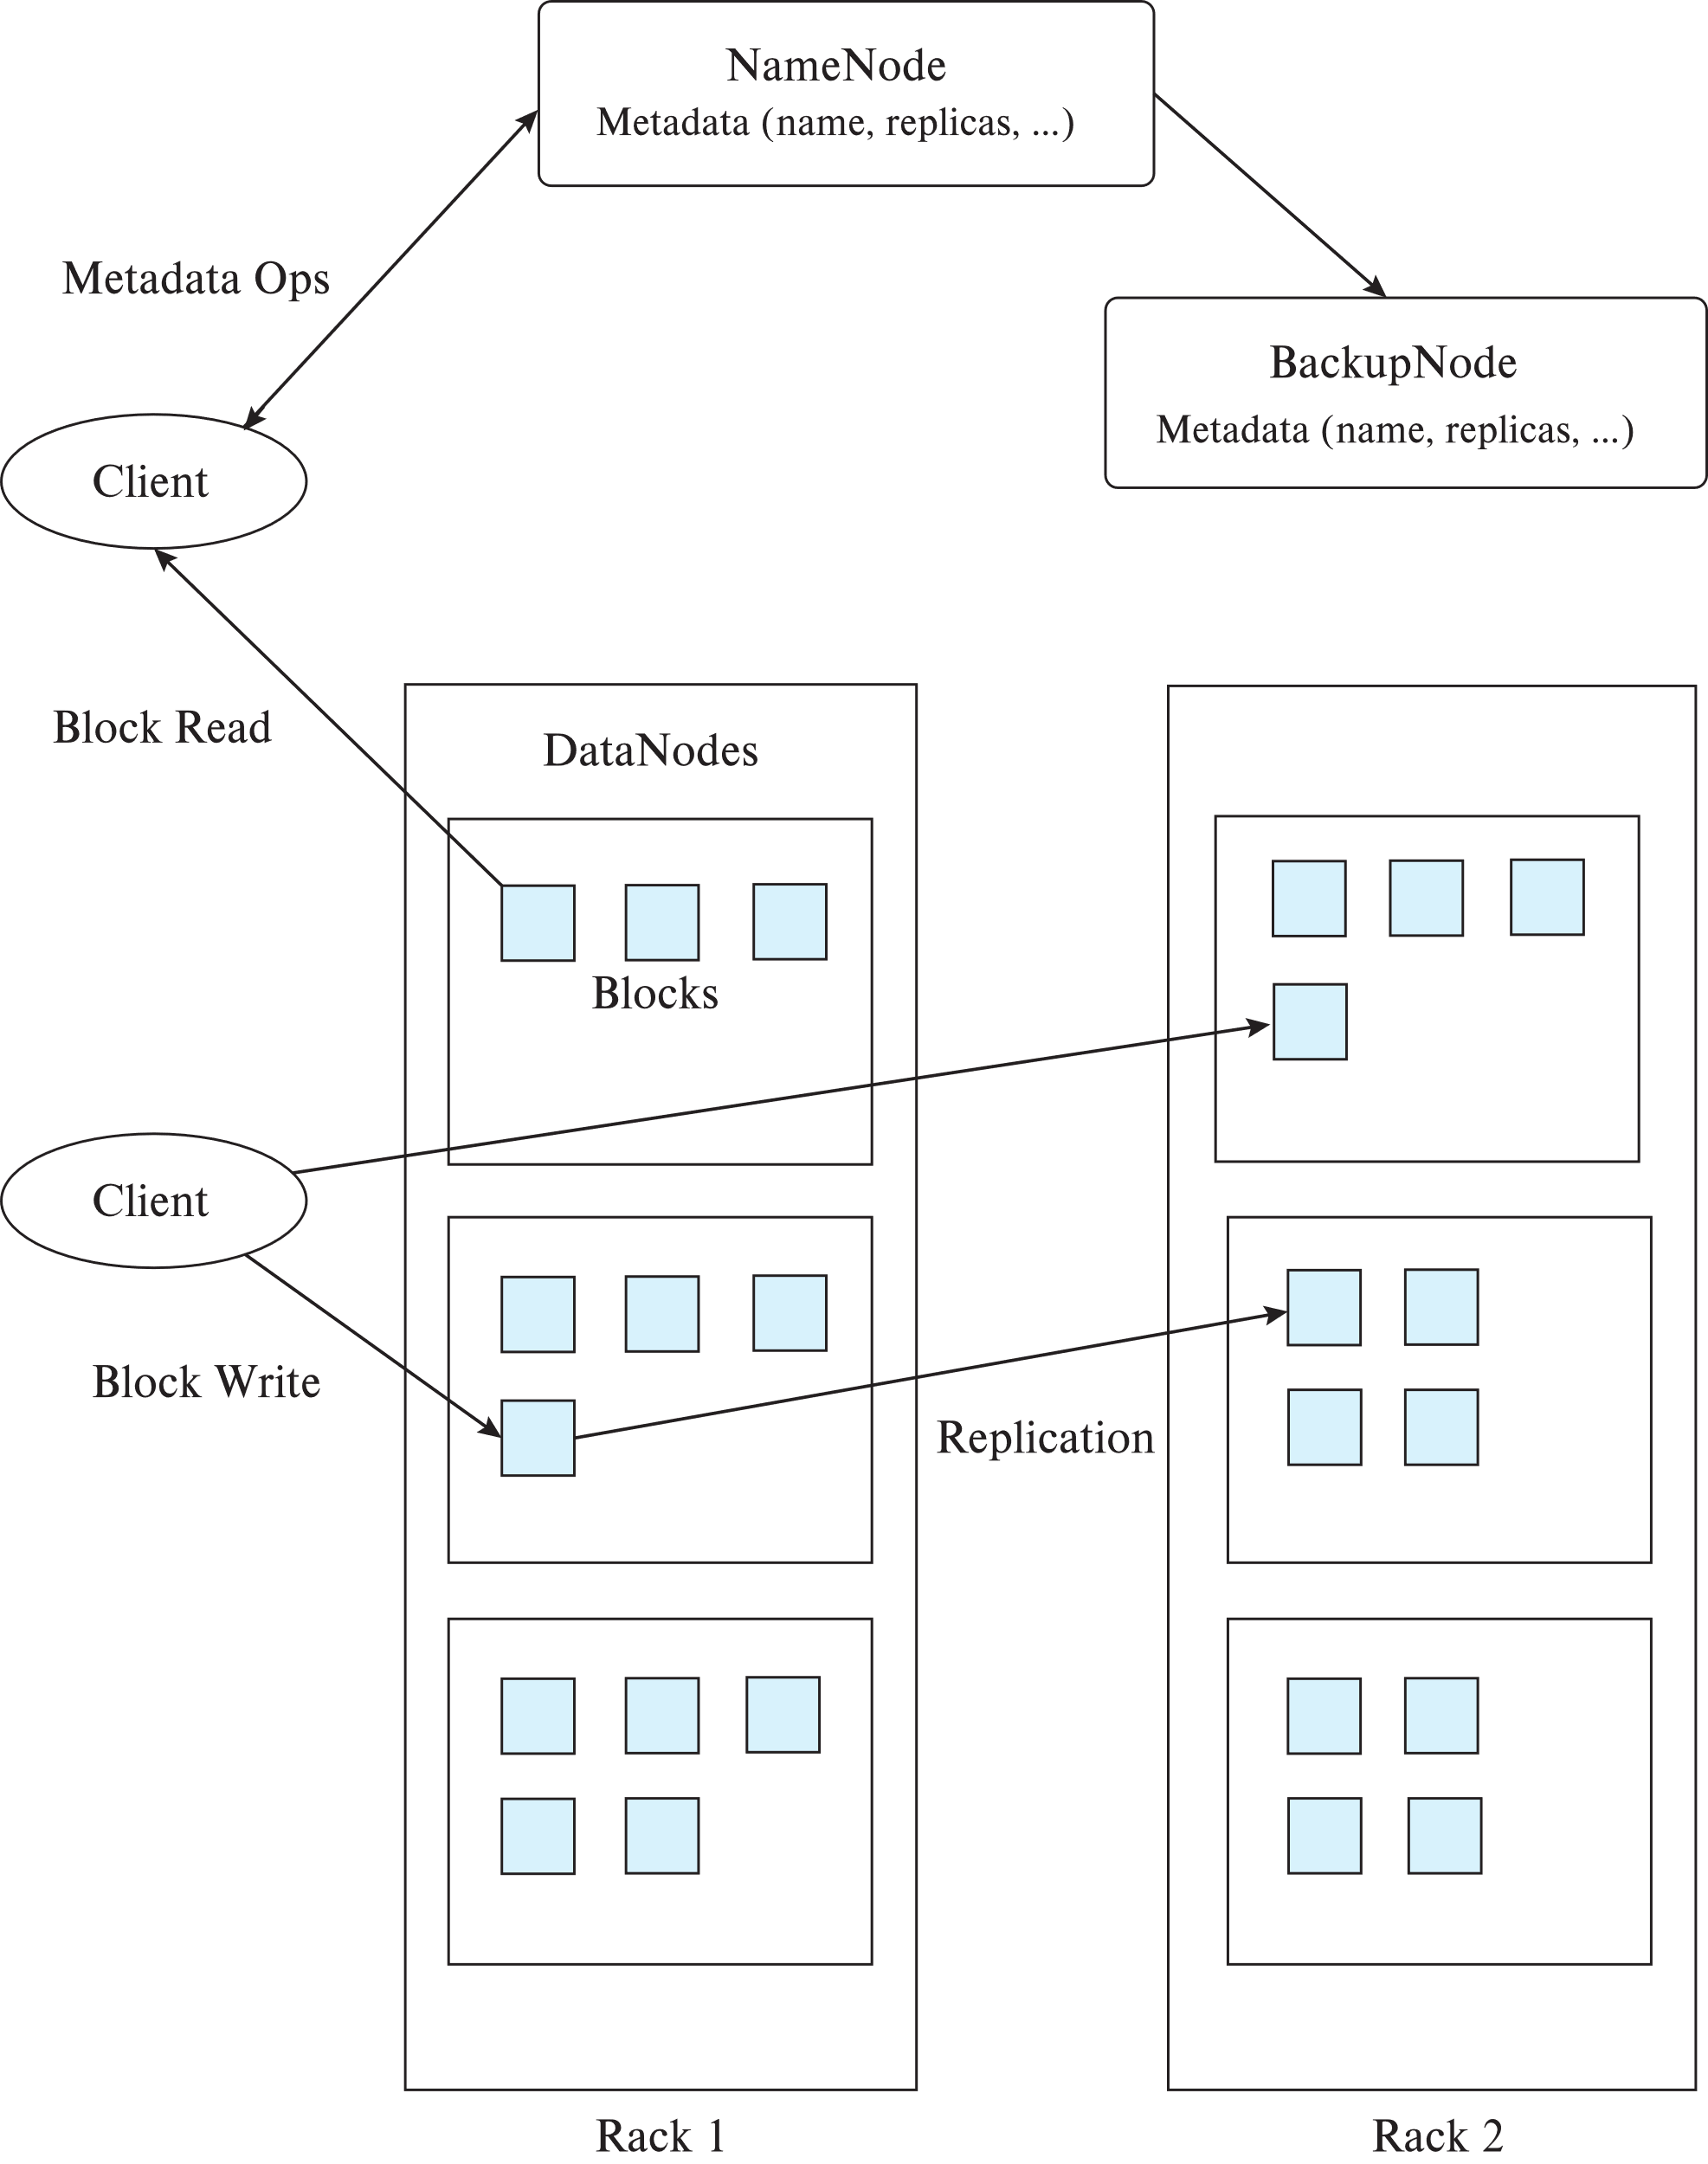 NameNode
Metadata (name, replicas, ...)
Metadata Ops
BackupNode
Metadata (name, replicas, ...)
Client
Block Read
DataNodes
Blocks
Client
Block Write
Replication
Rack 1
Rack 2